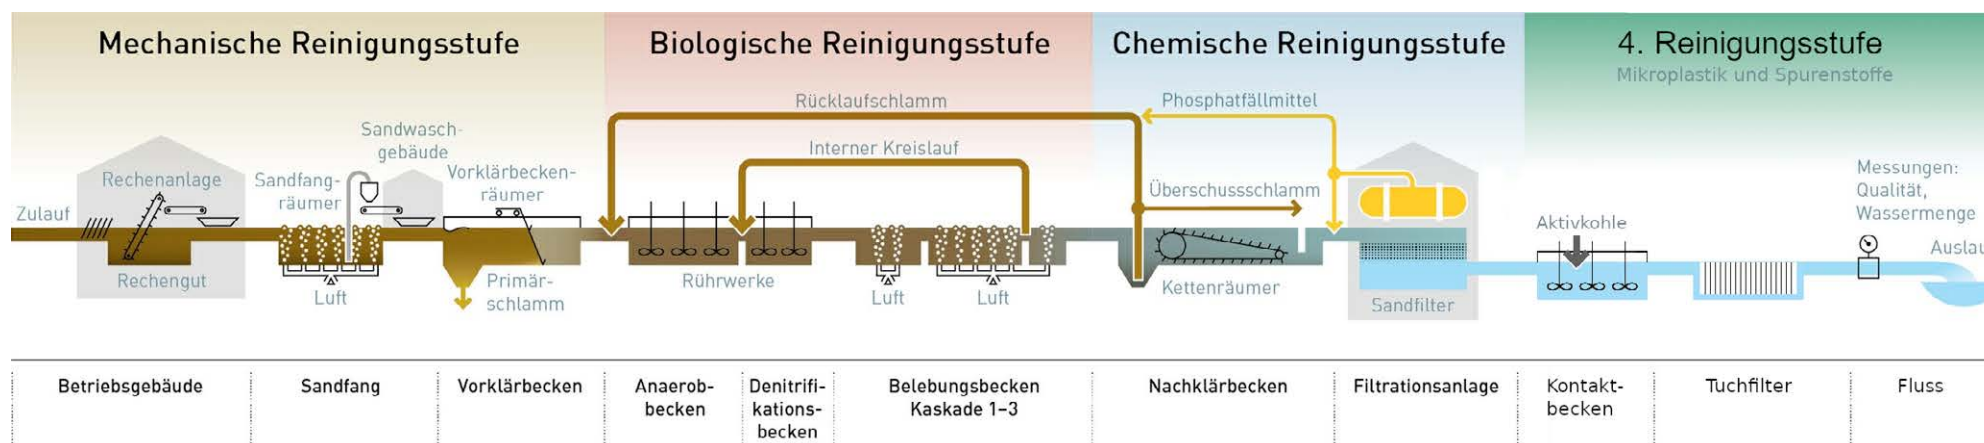 Mechanische Reinigungsstufe
Biologische Reinigungsstufe
Chemische Reinigungsstufe
4. Reinigungsstufe
Mikroplastik und Spurenstoffe
Zulauf
Rechenanlage
Rechengut
Sandfang-
räumer
Sandwasch-
gebäude
Luft
Vorklärbecken-
räumer
Primär-
schlamm
Rücklaufschlamm
Interner Kreislauf
Rührwerke
Luft
Luft
Phosphatfällmittel
Überschussschlamm
Kettenräumer
Sandfilter
Aktivkohle
Messungen:
Qualität,
Wassermenge
Auslau
Betriebsgebäude
Sandfang
Vorklärbecken
Anaerob-
becken
Denitrifi-
kations-
becken
Belebungsbecken
Kaskade 1–3
Nachklärbecken
Filtrationsanlage
Kontakt-
becken
Tuchfilter
Fluss